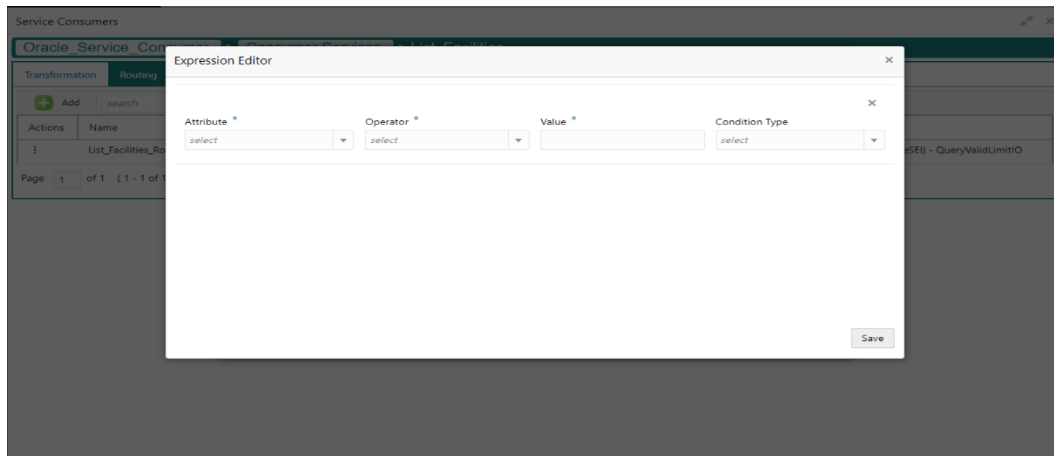 Service Consumers
Oracle_Service_Con
Expression Editor
Transformation Routing
Add search
Attribute * Operator * Value * Condition Type
select select select
Actions Name
List_Facilities_Ro eSEI) - QueryValidLimitIO
Page 1 of 1 (1 - 1 of 1
Save